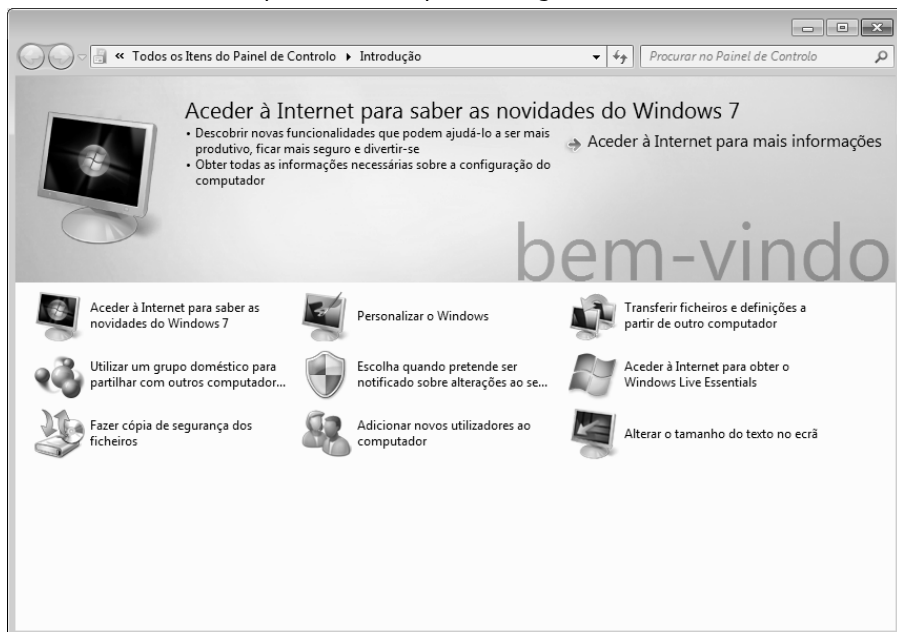 « Todos os Itens do Painel de Controlo ▸ Introdução
Procurar no Painel de Controlo
Aceder à Internet para saber as novidades do Windows 7
• Descobrir novas funcionalidades que podem ajudá-lo a ser mais
produtivo, ficar mais seguro e divertir-se
• Obter todas as informações necessárias sobre a configuração do
computador
Aceder à Internet para mais informações
bem-vindo
Aceder à Internet para saber as
novidades do Windows 7
Personalizar o Windows
Transferir ficheiros e definições a
partir de outro computador
Utilizar um grupo doméstico para
partilhar com outros computador...
Escolha quando pretende ser
notificado sobre alterações ao se...
Aceder à Internet para obter o
Windows Live Essentials
Fazer cópia de segurança dos
ficheiros
Adicionar novos utilizadores ao
computador
Alterar o tamanho do texto no ecrã